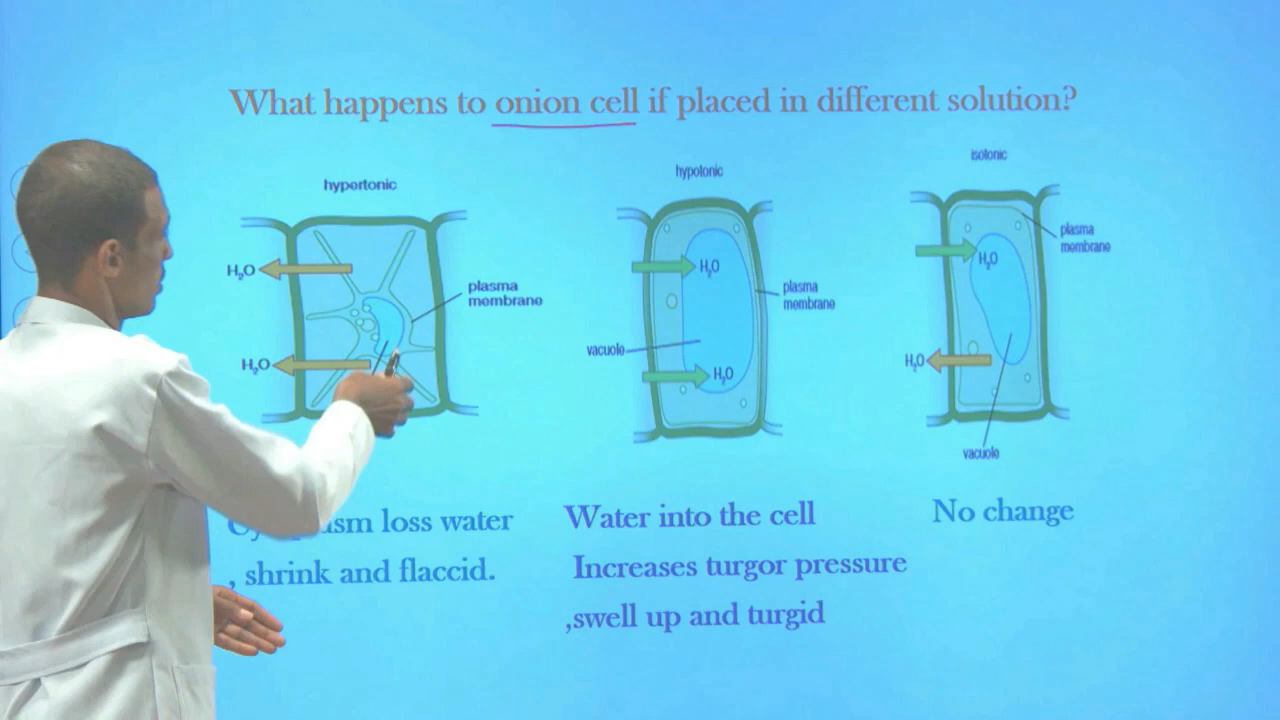 What happens to onion cell if placed in different solution?
hypertonic
hypotonic
isotonic
H₂O
H₂O
plasma
membrane
H₂O
H₂O
vacuole
plasma
membrane
H₂O
H₂O
plasma
membrane
vacuole
loss water
, shrink and flaccid.
Water into the cell
Increases turgor pressure
,swell up and turgid
No change